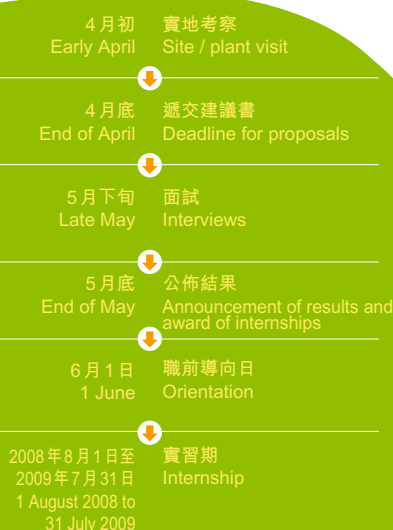 4月初 實地考察
Early April Site / plant visit
4月底 遞交建議書
End of April Deadline for proposals
5月下旬 面試
Late May Interviews
5月底 公佈結果
End of May Announcement of results and
award of internships
6月1日 職前導向日
1 June Orientation
2008年8月1日至 實習期
2009年7月31日 Internship
1 August 2008 to
31 July 2009